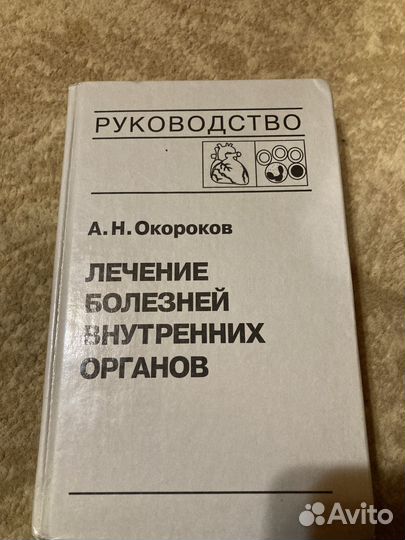 РУКОВОДСТВО
А.Н.Окороков
ЛЕЧЕНИЕ
БОЛЕЗНЕЙ
ВНУТРЕННИХ
ОРГАНОВ
Avito